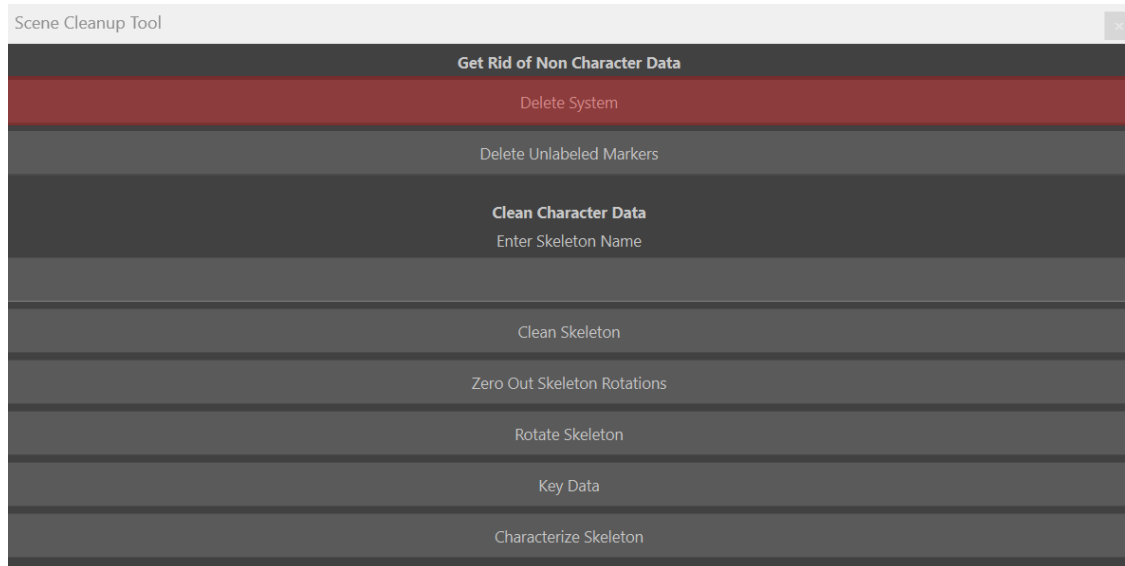 Scene Cleanup Tool
Get Rid of Non Character Data
Delete System
Delete Unlabeled Markers
Clean Character Data
Enter Skeleton Name
Clean Skeleton
Zero Out Skeleton Rotations
Rotate Skeleton
Key Data
Characterize Skeleton